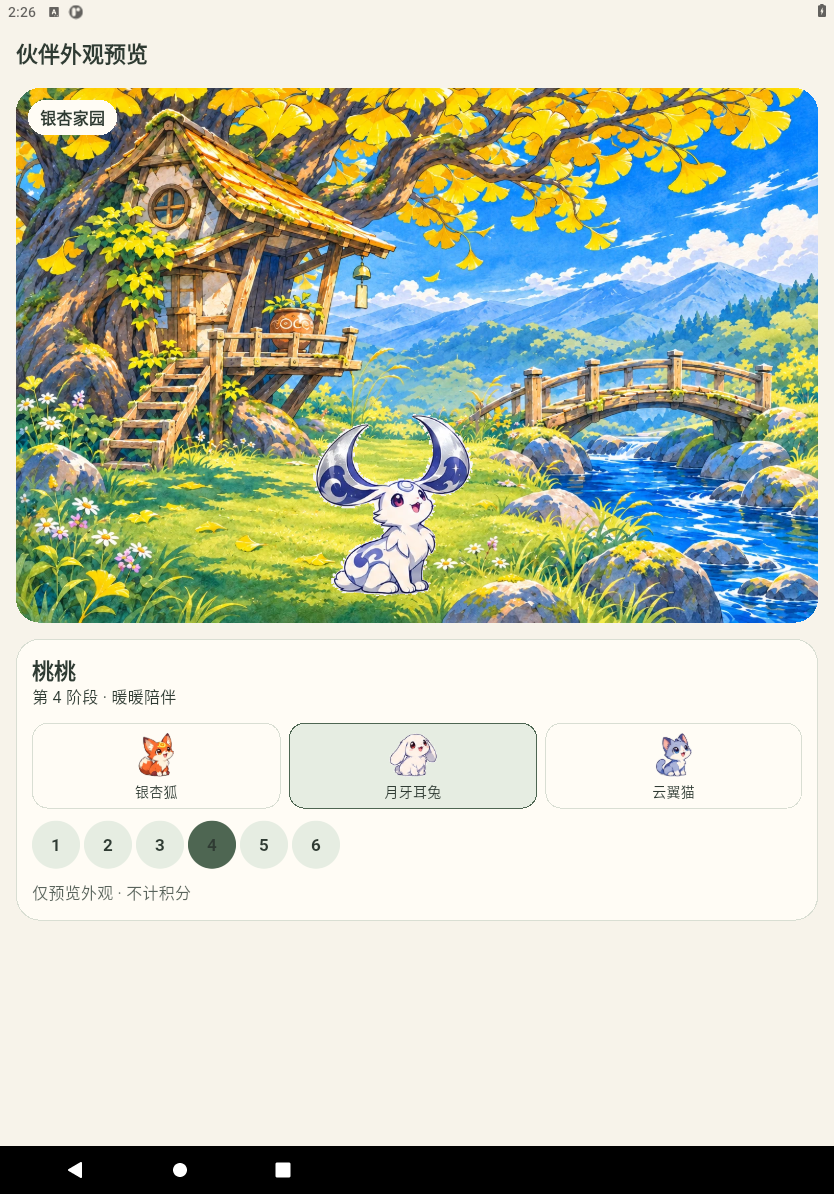 2:26
伙伴外观预览
银杏家园
桃桃
第 4 阶段 · 暖暖陪伴
银杏狐
月牙耳兔
云翼猫
1 2 3 4 5 6
仅预览外观 · 不计积分